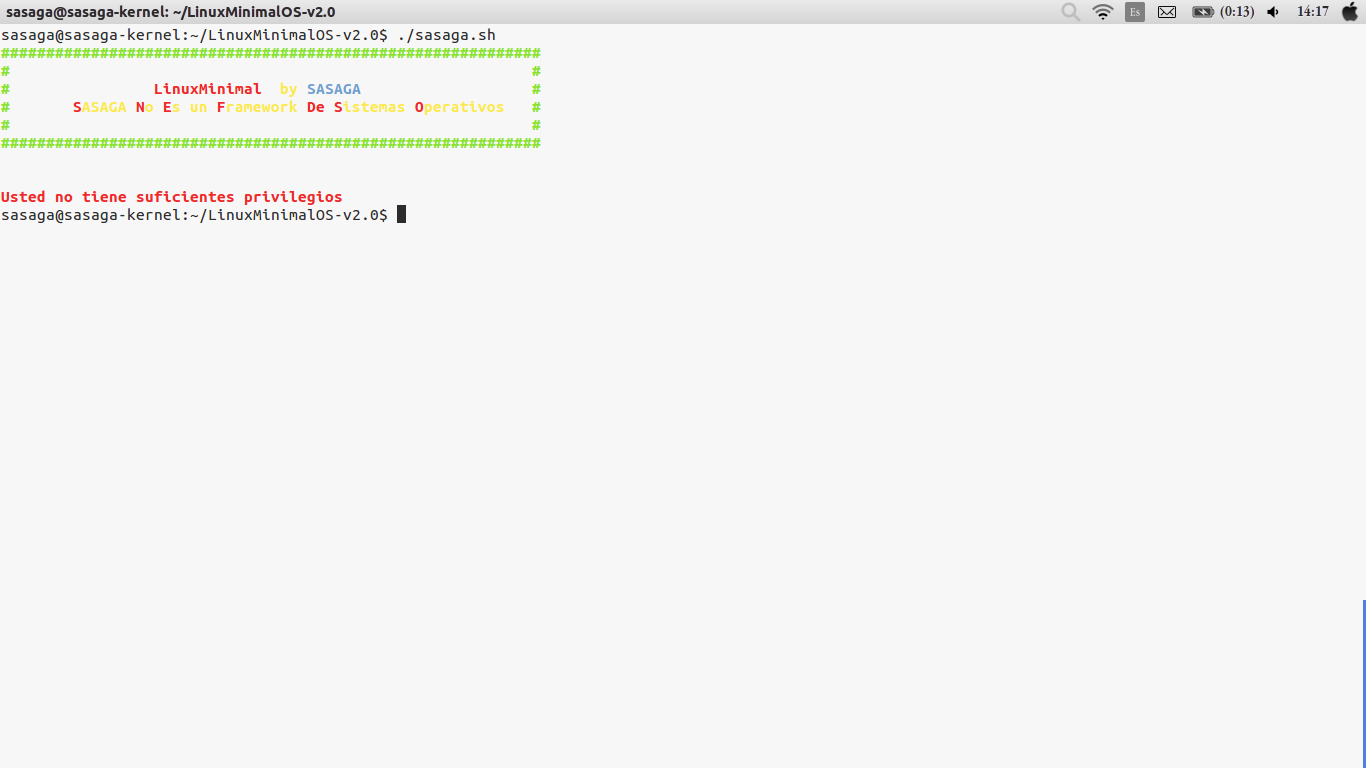 sasaga@sasaga-kernel: ~/LinuxMinimalOS-v2.0
Es
(0:13)
14:17
sasaga@sasaga-kernel:~/LinuxMinimalOS-v2.0$ ./sasaga.sh
############################################################
# #
# LinuxMinimal by SASAGA #
# SASAGA No Es un Framework De Sistemas Operativos #
# #
############################################################
Usted no tiene suficientes privilegios
sasaga@sasaga-kernel:~/LinuxMinimalOS-v2.0$